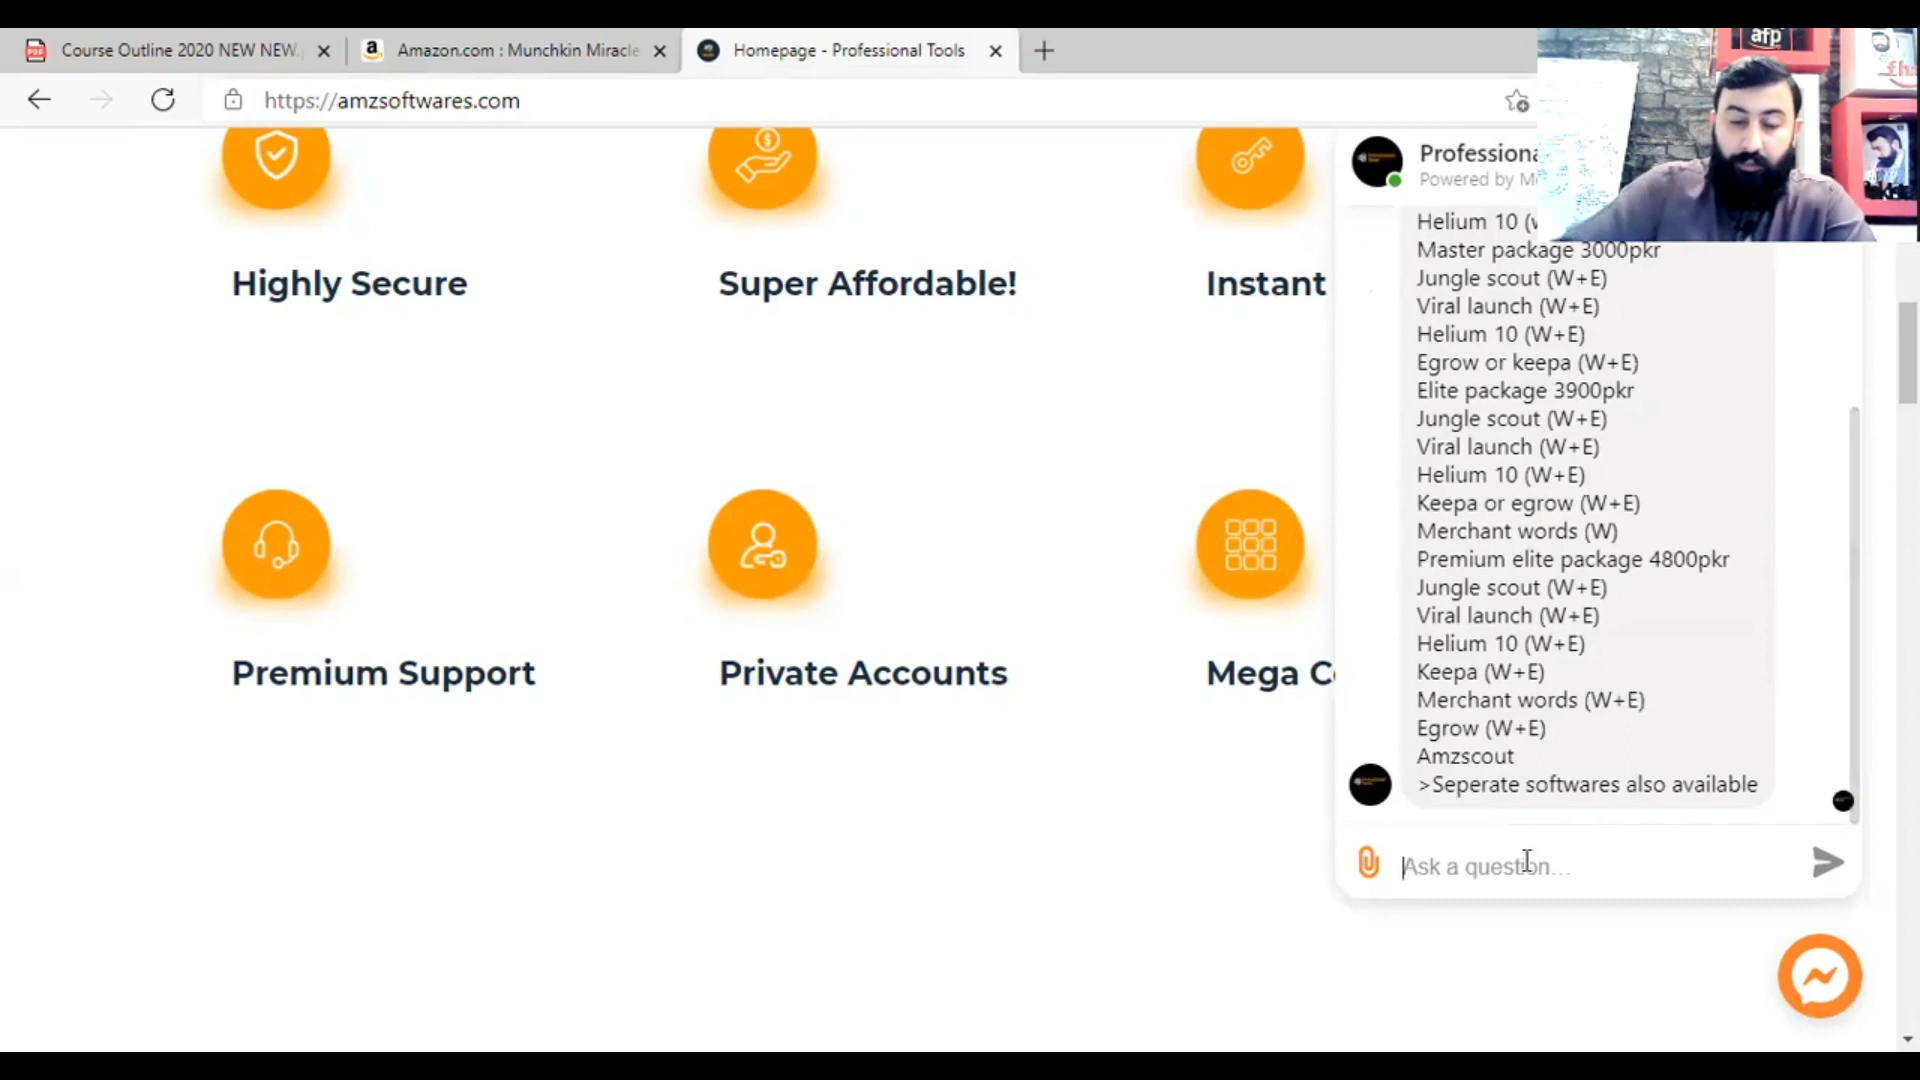 Course Outline 2020 NEW NEW.
Amazon.com : Munchkin Miracle
Homepage - Professional Tools
https://amzsoftwares.com
afp
Highly Secure
Super Affordable!
Instant
Premium Support
Private Accounts
Mega C
Professiona
Powered by M
Helium 10 (w
Master package 3000pkr
Jungle scout (W+E)
Viral launch (W+E)
Helium 10 (W+E)
Egrow or keepa (W+E)
Elite package 3900pkr
Jungle scout (W+E)
Viral launch (W+E)
Helium 10 (W+E)
Keepa or egrow (W+E)
Merchant words (W)
Premium elite package 4800pkr
Jungle scout (W+E)
Viral launch (W+E)
Helium 10 (W+E)
Keepa (W+E)
Merchant words (W+E)
Egrow (W+E)
Amzscout
>Seperate softwares also available
Ask a question...